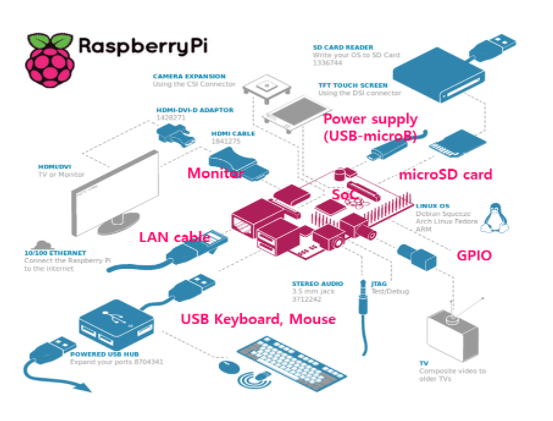 RaspberryPi
SD CARD READER
Write your OS to SD Card
1336744
CAMERA EXPANSION
Using the CSI Connector
TFT TOUCH SCREEN
Using the DSI connector
HDMI-DVI-D ADAPTOR
1428271
Power supply
(USB-microB)
HDMI CABLE
1841275
HDMI/DVI
TV or Monitor
Monitor
microSD card
SoC
LINUX OS
Debian Squeeze
Arch Linux Fedora
ARM
LAN cable
10/100 ETHERNET
Connect the Raspberry Pi
to the internet
GPIO
STEREO AUDIO
3.5 mm jack
3712242
JTAG
Test/Debug
USB Keyboard, Mouse
POWERED USB HUB
Expand your ports 8704341
TV
Composite video to
older TVs